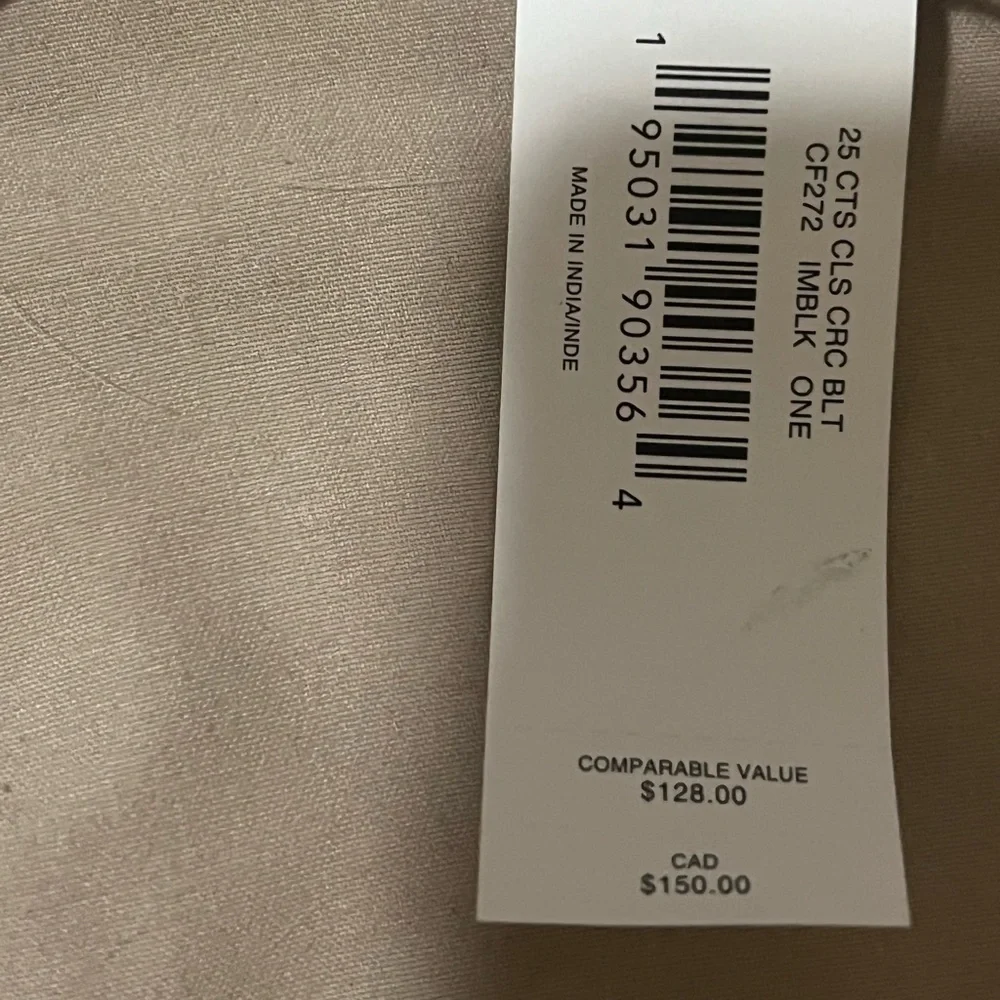 25 CTS CLS CRC BLT
CF272 IMBLK ONE
1 95031 90356 4
MADE IN INDIA/INDE
COMPARABLE VALUE
$128.00
CAD
$150.00